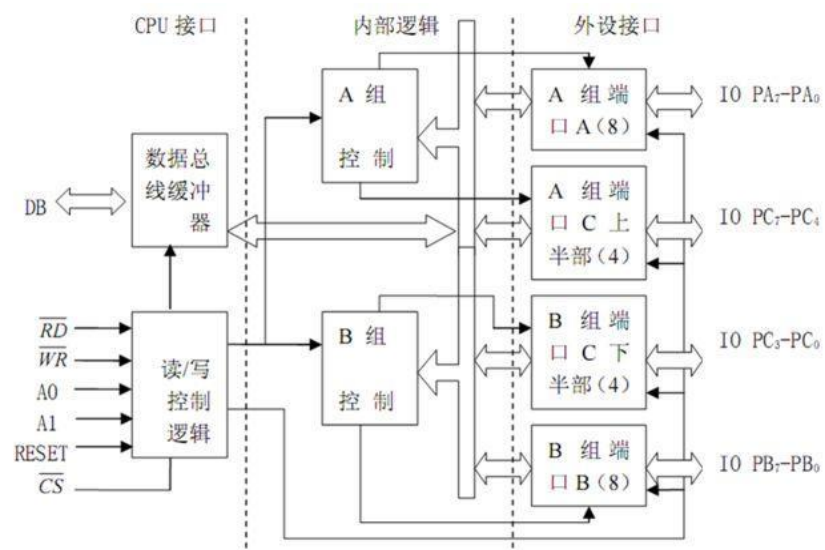 CPU 接口
内部逻辑
外设接口
A 组
控 制
A 组 端
口 A(8)
IO PA₇-PA₀
数据总
线缓冲
器
DB
A 组 端
口 C 上
半部(4)
IO PC₇-PC₄
R̅D̅
W̅R̅
A0
A1
RESET
C̅S̅
读/写
控制
逻辑
B 组
控 制
B 组 端
口 C 下
半部(4)
IO PC₃-PC₀
B 组 端
口 B(8)
IO PB₇-PB₀